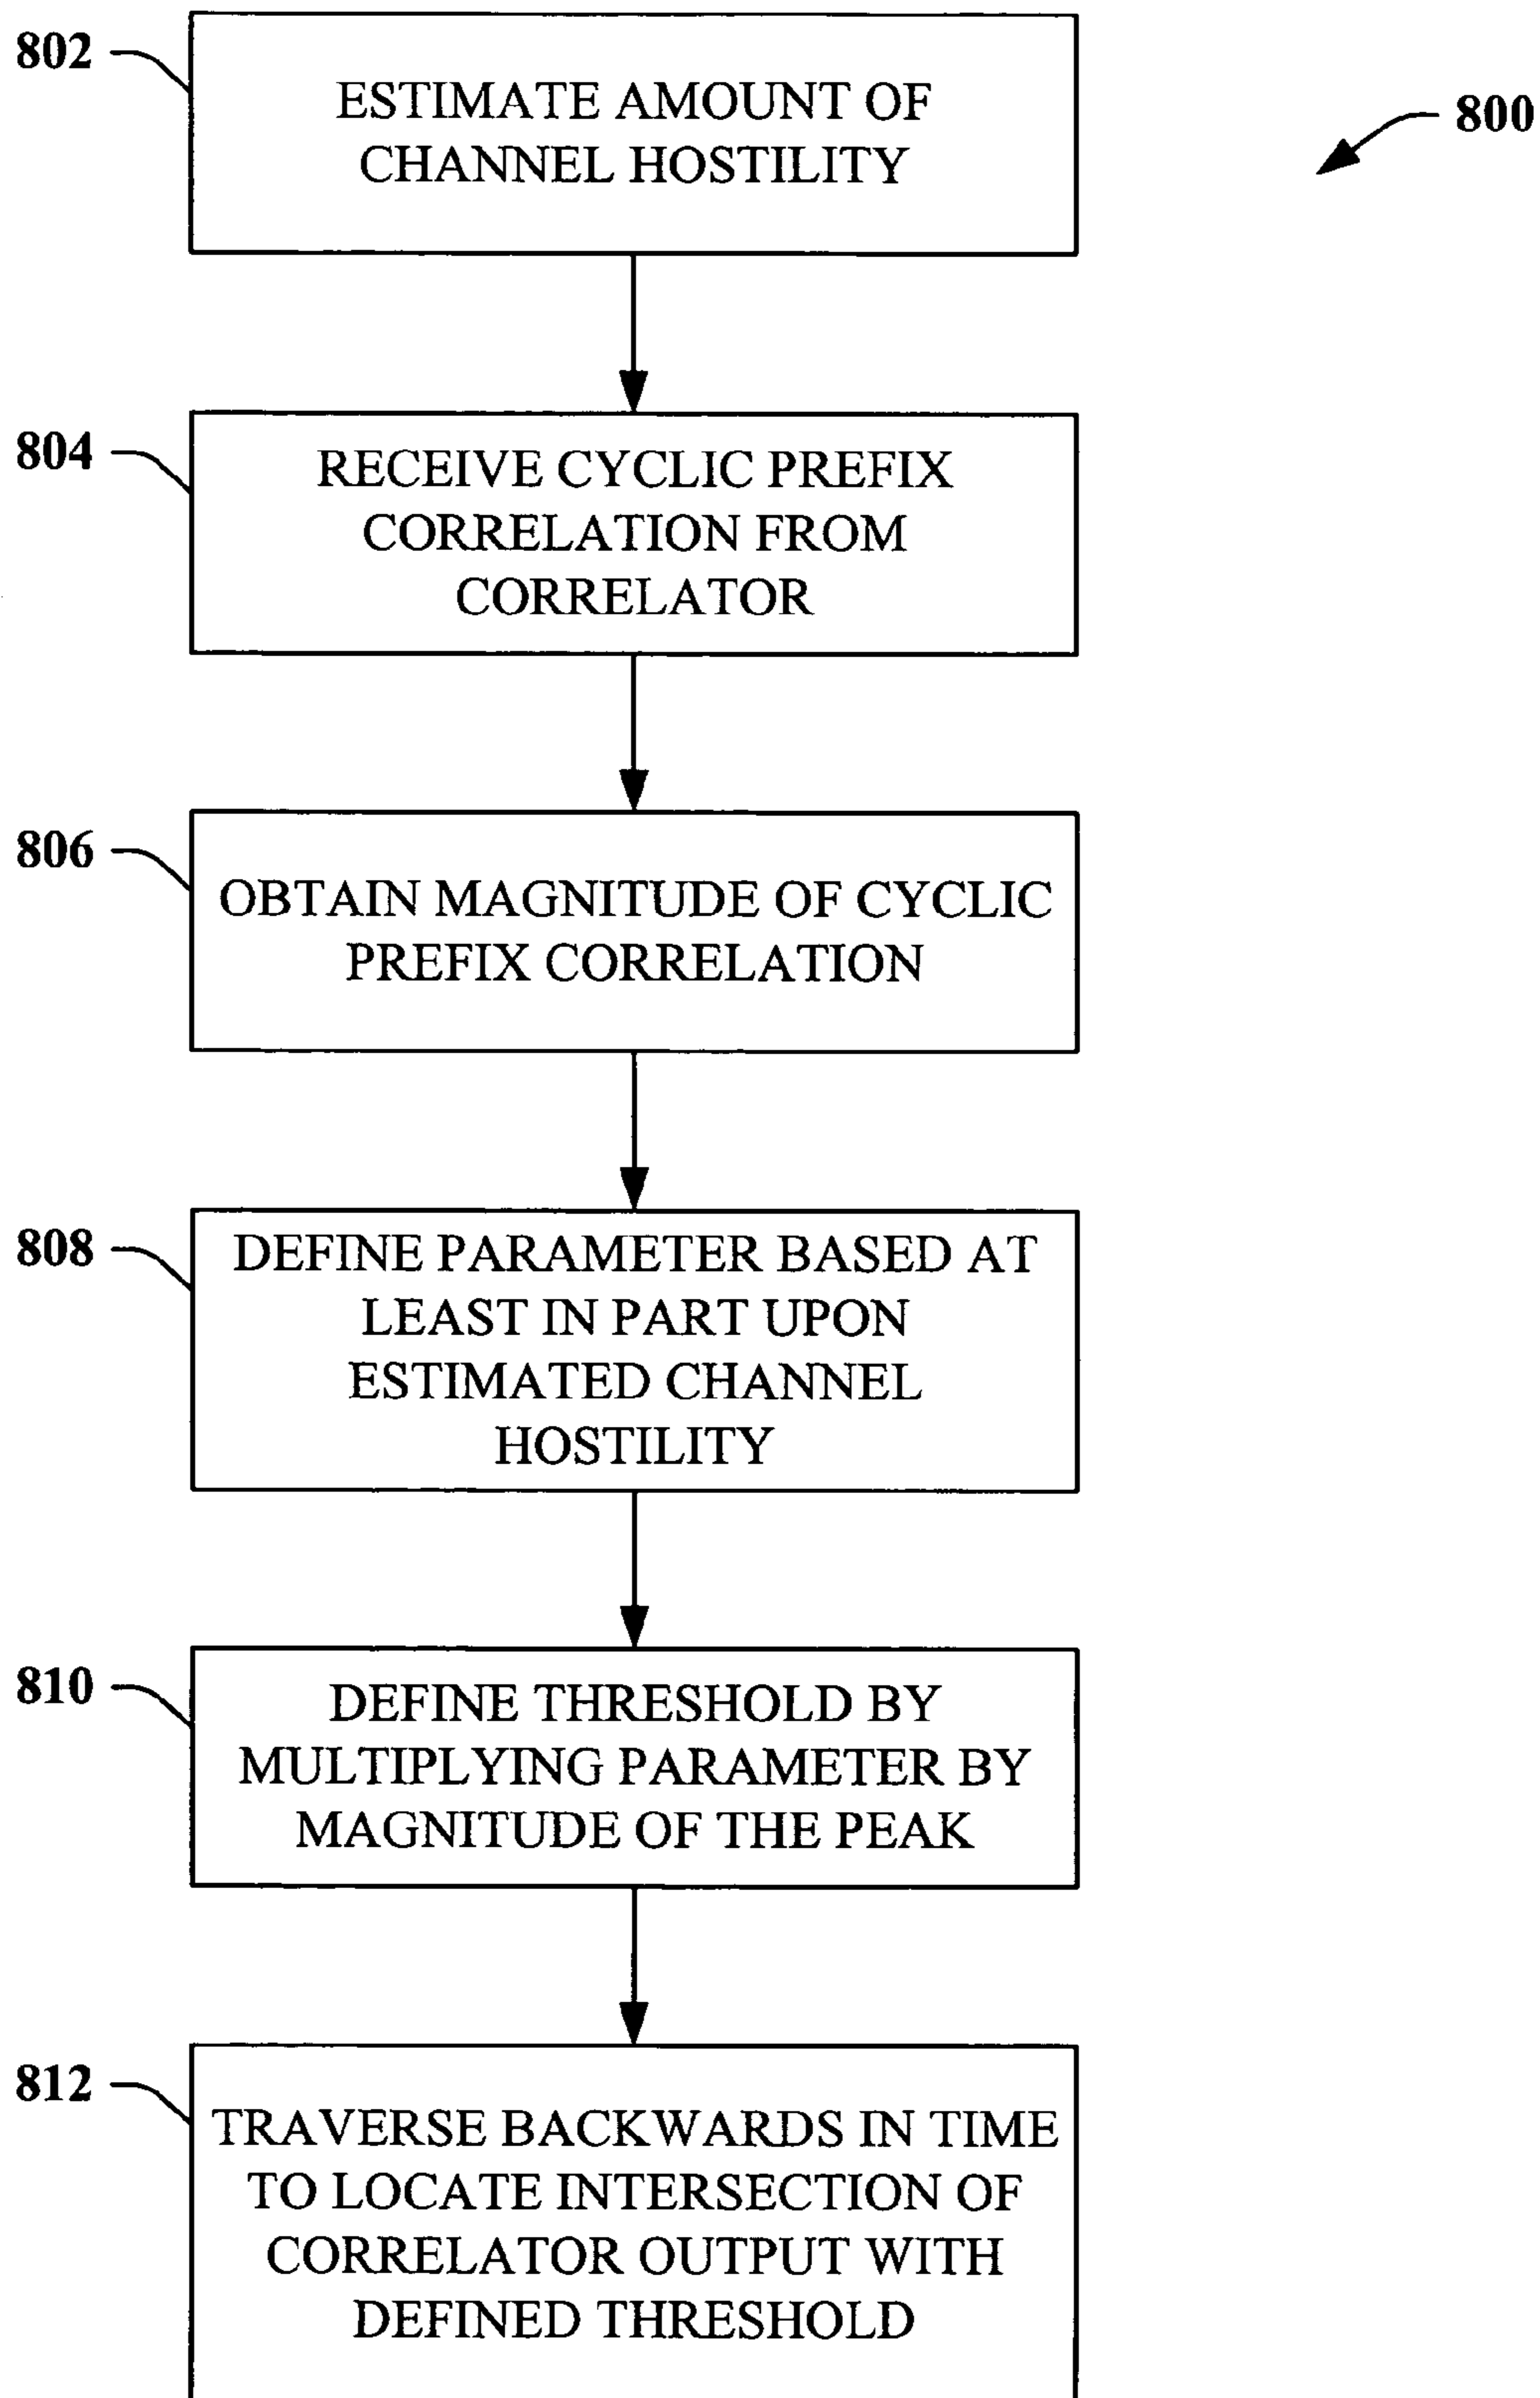 802
ESTIMATE AMOUNT OF
CHANNEL HOSTILITY
800
804
RECEIVE CYCLIC PREFIX
CORRELATION FROM
CORRELATOR
806
OBTAIN MAGNITUDE OF CYCLIC
PREFIX CORRELATION
808
DEFINE PARAMETER BASED AT
LEAST IN PART UPON
ESTIMATED CHANNEL
HOSTILITY
810
DEFINE THRESHOLD BY
MULTIPLYING PARAMETER BY
MAGNITUDE OF THE PEAK
812
TRAVERSE BACKWARDS IN TIME
TO LOCATE INTERSECTION OF
CORRELATOR OUTPUT WITH
DEFINED THRESHOLD